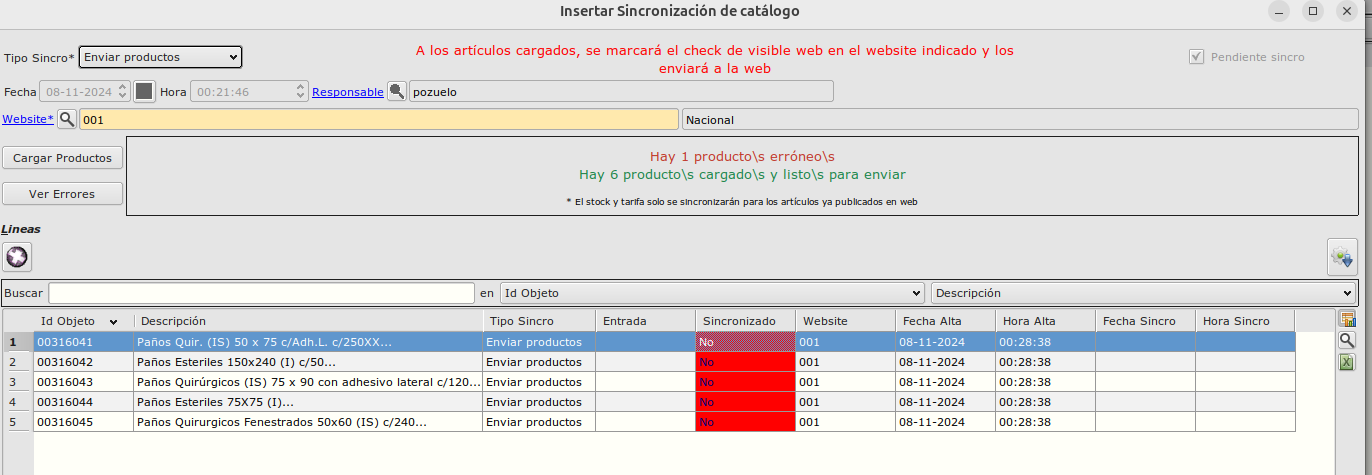 Insertar Sincronización de catálogo
Tipo Sincro* Enviar productos
A los artículos cargados, se marcará el check de visible web en el website indicado y los
enviará a la web
Pendiente sincro
Fecha 08-11-2024 Hora 00:21:46 Responsable pozuelo
Website* 001 Nacional
Cargar Productos
Ver Errores
Hay 1 producto\s erróneo\s
Hay 6 producto\s cargado\s y listo\s para enviar
* El stock y tarifa solo se sincronizarán para los artículos ya publicados en web
Lineas
Buscar en Id Objeto Descripción
Id Objeto Descripción Tipo Sincro Entrada Sincronizado Website Fecha Alta Hora Alta Fecha Sincro Hora Sincro
1 00316041 Paños Quir. (IS) 50 x 75 c/Adh.L. c/250XX... Enviar productos No 001 08-11-2024 00:28:38
2 00316042 Paños Esteriles 150x240 (I) c/50... Enviar productos No 001 08-11-2024 00:28:38
3 00316043 Paños Quirúrgicos (IS) 75 x 90 con adhesivo lateral c/120... Enviar productos No 001 08-11-2024 00:28:38
4 00316044 Paños Esteriles 75X75 (I)... Enviar productos No 001 08-11-2024 00:28:38
5 00316045 Paños Quirurgicos Fenestrados 50x60 (IS) c/240... Enviar productos No 001 08-11-2024 00:28:38